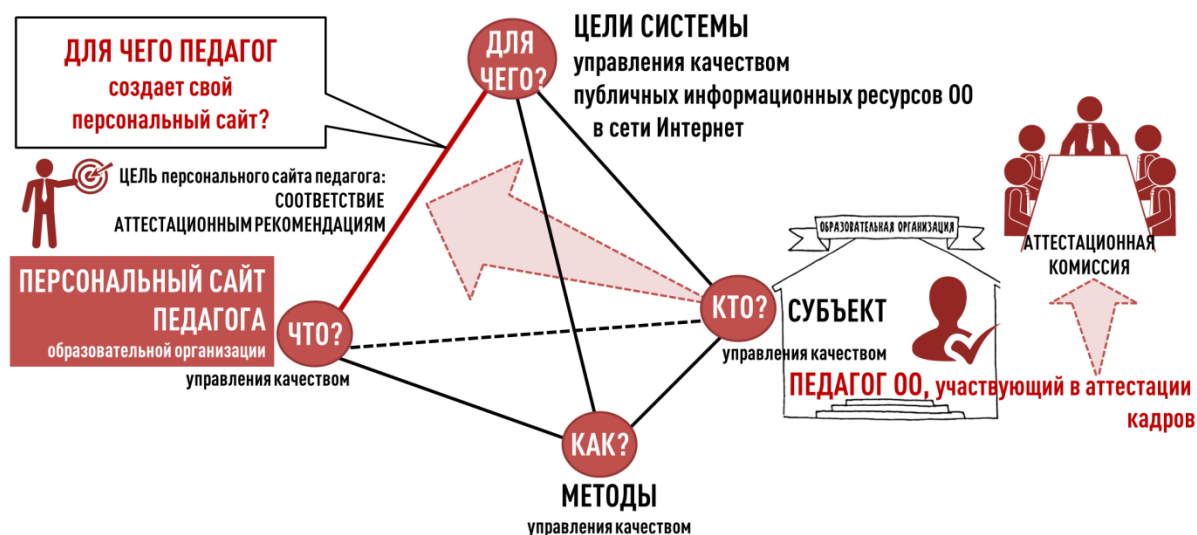 ДЛЯ ЧЕГО ПЕДАГОГ
создает свой
персональный сайт?
ДЛЯ
ЧЕГО?
ЦЕЛИ СИСТЕМЫ
управления качеством
публичных информационных ресурсов ОО
в сети Интернет
ЦЕЛЬ персонального сайта педагога:
СООТВЕТСТВИЕ
АТТЕСТАЦИОННЫМ РЕКОМЕНДАЦИЯМ
ПЕРСОНАЛЬНЫЙ САЙТ
ПЕДАГОГА
образовательной организации
ЧТО?
управления качеством
КТО?
СУБЪЕКТ
управления качеством
ОБРАЗОВАТЕЛЬНАЯ ОРГАНИЗАЦИЯ
ПЕДАГОГ ОО, участвующий в аттестации
кадров
АТТЕСТАЦИОННАЯ
КОМИССИЯ
КАК?
МЕТОДЫ
управления качеством